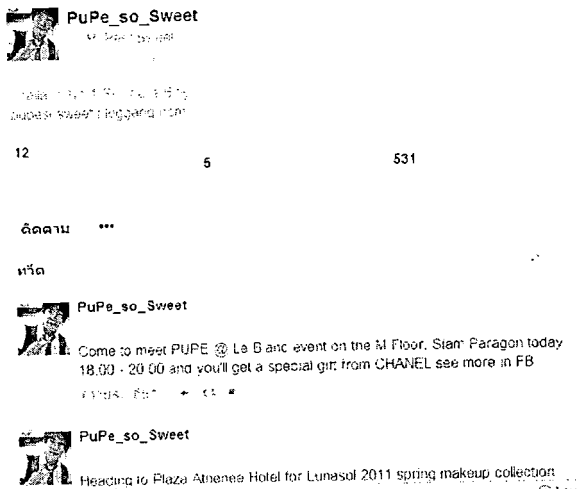 PuPe_so_Sweet
12
5
531
ติดตาม •••
ทวีต
PuPe_so_Sweet
Come to meet PUPE @ Le Blanc event on the M Floor, Siam Paragon today
18.00 - 20.00 and you'll get a special gift from CHANEL see more in FB
PuPe_so_Sweet
Heading to Plaza Athenee Hotel for Lunasol 2011 spring makeup collection